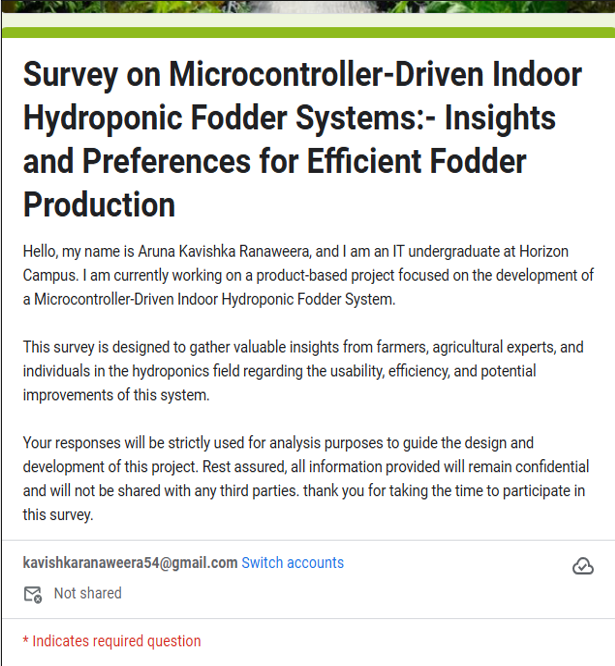 Survey on Microcontroller-Driven Indoor
Hydroponic Fodder Systems:- Insights
and Preferences for Efficient Fodder
Production
Hello, my name is Aruna Kavishka Ranaweera, and I am an IT undergraduate at Horizon
Campus. I am currently working on a product-based project focused on the development of
a Microcontroller-Driven Indoor Hydroponic Fodder System.
This survey is designed to gather valuable insights from farmers, agricultural experts, and
individuals in the hydroponics field regarding the usability, efficiency, and potential
improvements of this system.
Your responses will be strictly used for analysis purposes to guide the design and
development of this project. Rest assured, all information provided will remain confidential
and will not be shared with any third parties. thank you for taking the time to participate in
this survey.
kavishkaranaweera54@gmail.com Switch accounts
Not shared
* Indicates required question